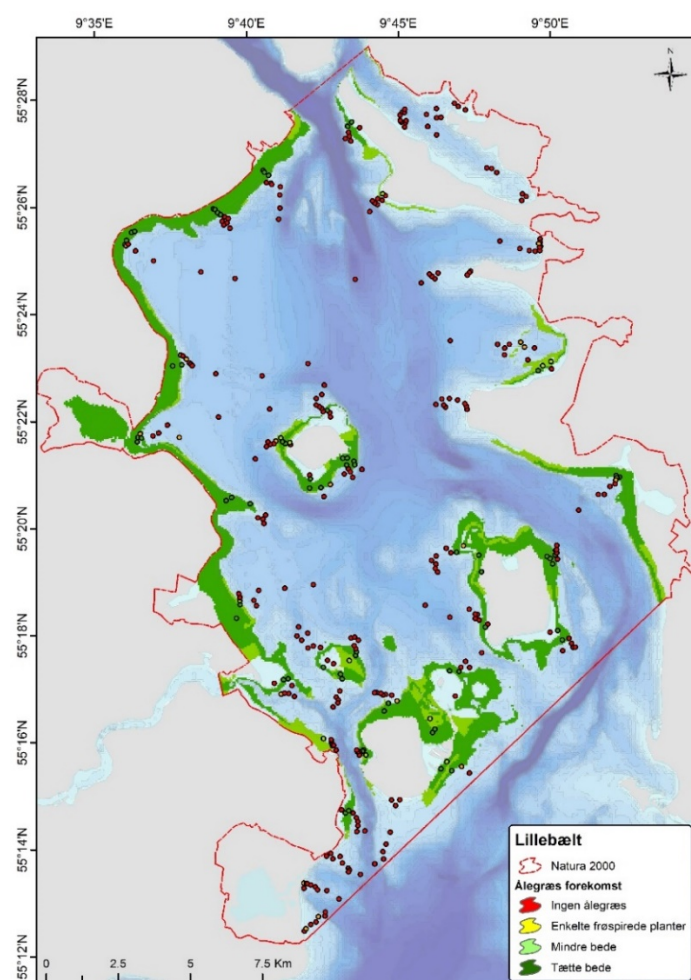 9°35'E 9°40'E 9°45'E 9°50'E
N
55°28'N
55°26'N
55°24'N
55°22'N
55°20'N
55°18'N
55°16'N
55°14'N
55°12'N
Lillebælt
Natura 2000
Ålegræs forekomst
Ingen ålegræs
Enkelte frøspirede planter
Mindre bede
Tætte bede
0 2.5 5 7.5 Km